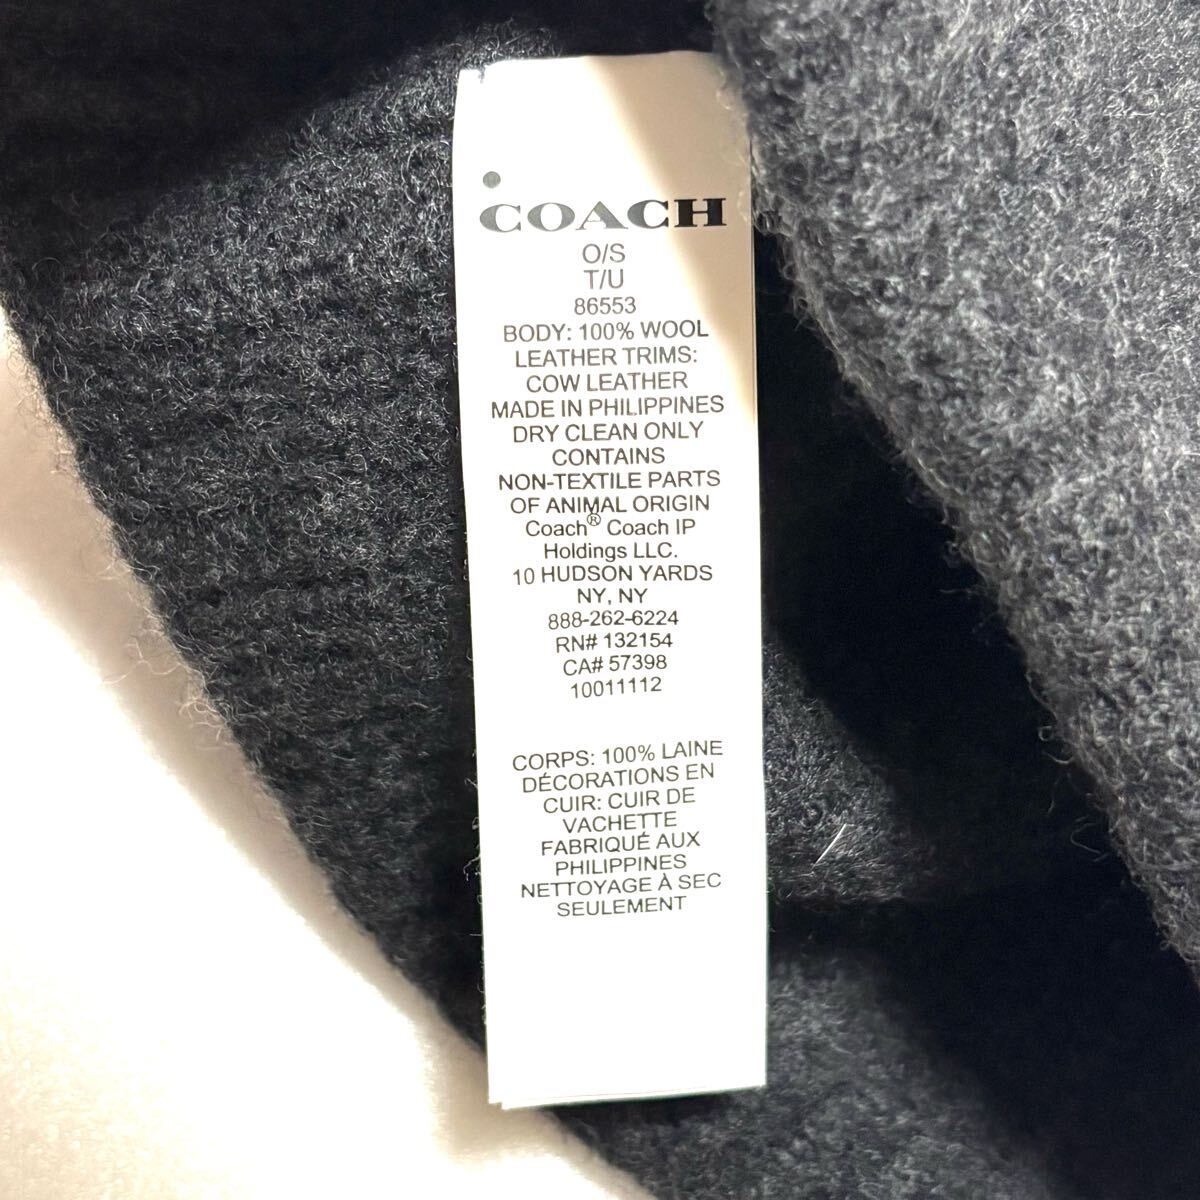 COACH
O/S
T/U
86553
BODY: 100% WOOL
LEATHER TRIMS:
COW LEATHER
MADE IN PHILIPPINES
DRY CLEAN ONLY
CONTAINS
NON-TEXTILE PARTS
OF ANIMAL ORIGIN
Coach® Coach IP
Holdings LLC.
10 HUDSON YARDS
NY, NY
888-262-6224
RN# 132154
CA# 57398
10011112
CORPS: 100% LAINE
DÉCORATIONS EN
CUIR: CUIR DE
VACHETTE
FABRIQUÉ AUX
PHILIPPINES
NETTOYAGE À SEC
SEULEMENT